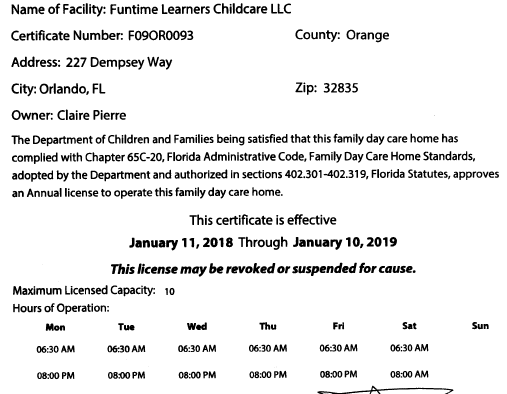 Name of Facility: Funtime Learners Childcare LLC
Certificate Number: F09OR0093 County: Orange
Address: 227 Dempsey Way
City: Orlando, FL Zip: 32835
Owner: Claire Pierre
The Department of Children and Families being satisfied that this family day care home has
complied with Chapter 65C-20, Florida Administrative Code, Family Day Care Home Standards,
adopted by the Department and authorized in sections 402.301-402.319, Florida Statutes, approves
an Annual license to operate this family day care home.
This certificate is effective
January 11, 2018 Through January 10, 2019
This license may be revoked or suspended for cause.
Maximum Licensed Capacity: 10
Hours of Operation:
Mon Tue Wed Thu Fri Sat Sun
06:30 AM 06:30 AM 06:30 AM 06:30 AM 06:30 AM 06:30 AM
08:00 PM 08:00 PM 08:00 PM 08:00 PM 08:00 PM 08:00 AM